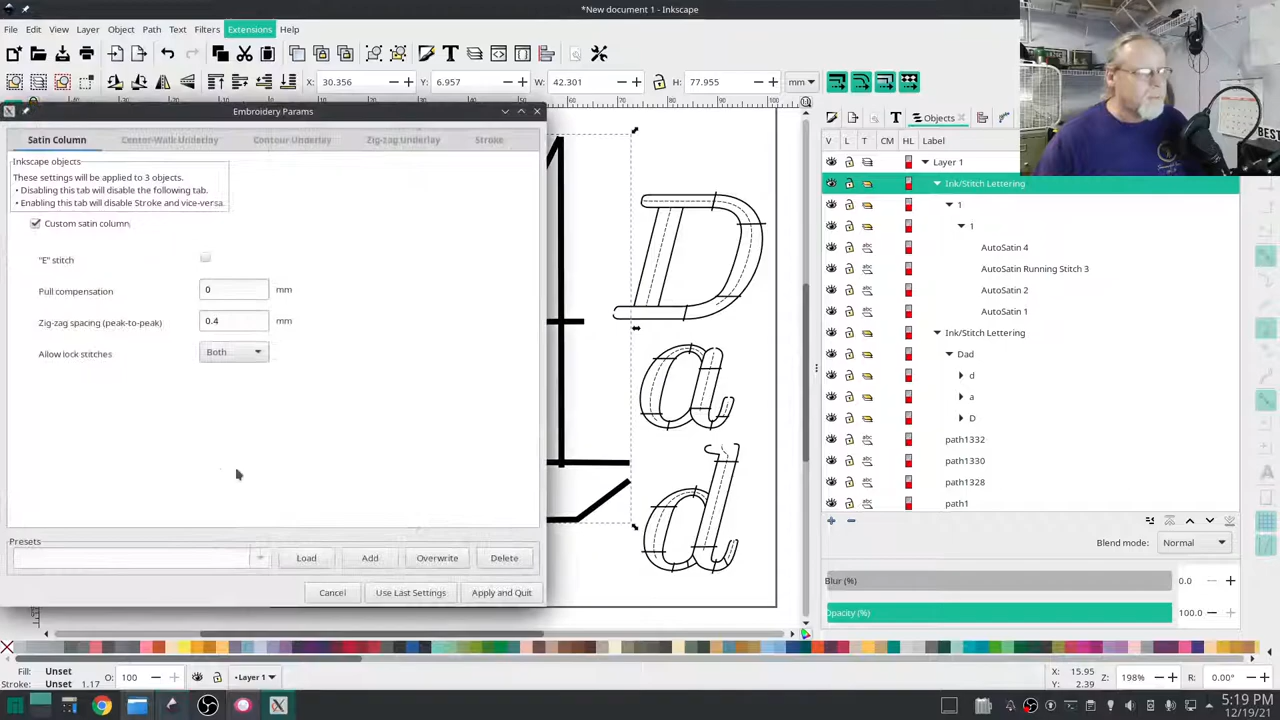 *New document 1 - Inkscape
File Edit View Layer Object Path Text Filters Extensions Help
X: 30.356 Y: 6.957 W: 42.301 H: 77.955 mm
60 70 80 90 100
Embroidery Params
Satin Column Center-Walk Underlay Contour Underlay Zig-zag Underlay Stroke
Inkscape objects
These settings will be applied to 3 objects.
• Disabling this tab will disable the following tab.
• Enabling this tab will disable Stroke and vice-versa.
Custom satin column
"E" stitch
Pull compensation 0 mm
Zig-zag spacing (peak-to-peak) 0.4 mm
Allow lock stitches Both
Presets
Load Add Overwrite Delete
Cancel Use Last Settings Apply and Quit
D
a
d
Objects
V L T CM HL Label
Layer 1
Ink/Stitch Lettering
1
1
AutoSatin 4
AutoSatin Running Stitch 3
AutoSatin 2
AutoSatin 1
Ink/Stitch Lettering
Dad
d
a
D
path1332
path1330
path1328
path1
Blend mode: Normal
Blur (%) 0.0
Opacity (%) 100.0
BEST
Fill: Unset
Stroke: Unset 1.17
O: 100
Layer 1
X: 15.95
Y: 2.39
Z: 198%
R: 0.00°
5:19 PM
12/19/21